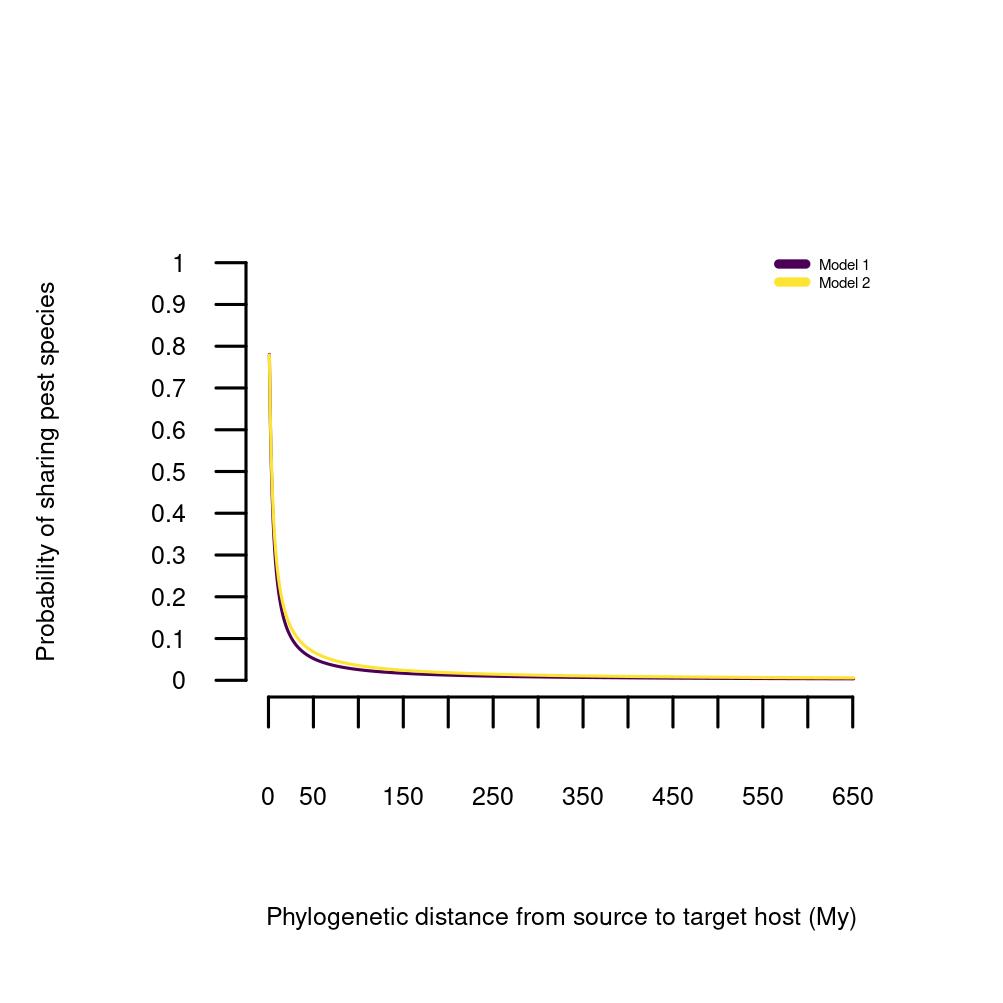 Model 1
Model 2
Probability of sharing pest species
1
0.9
0.8
0.7
0.6
0.5
0.4
0.3
0.2
0.1
0
0 50 150 250 350 450 550 650
Phylogenetic distance from source to target host (My)